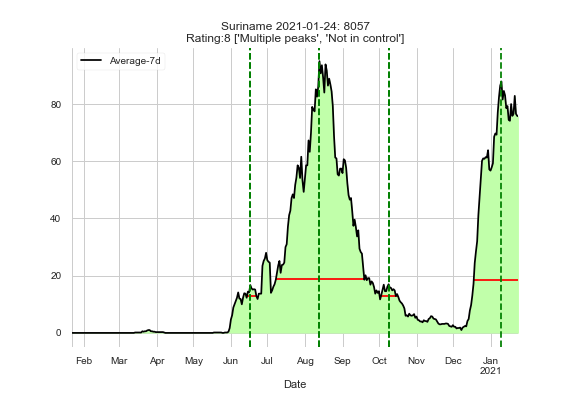 Suriname 2021-01-24: 8057
Rating:8 ['Multiple peaks', 'Not in control']
Average-7d
80
60
40
20
0
Feb Mar Apr May Jun Jul Aug Sep Oct Nov Dec Jan
2021
Date